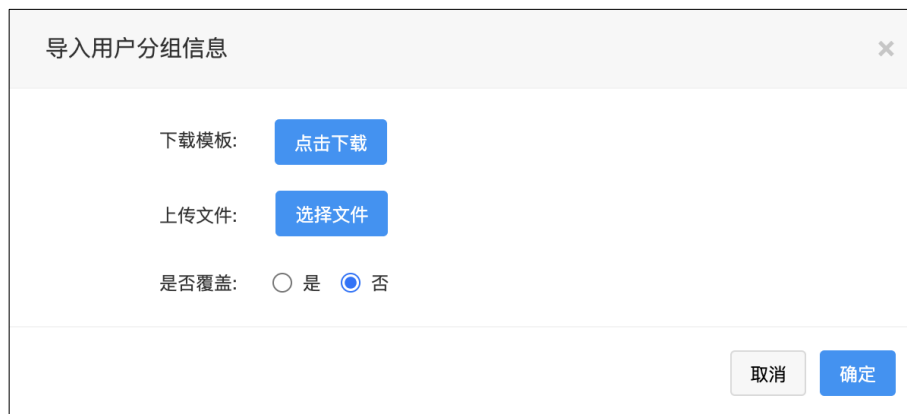 导入用户分组信息
下载模板: 点击下载
上传文件: 选择文件
是否覆盖: 是 否
取消 确定